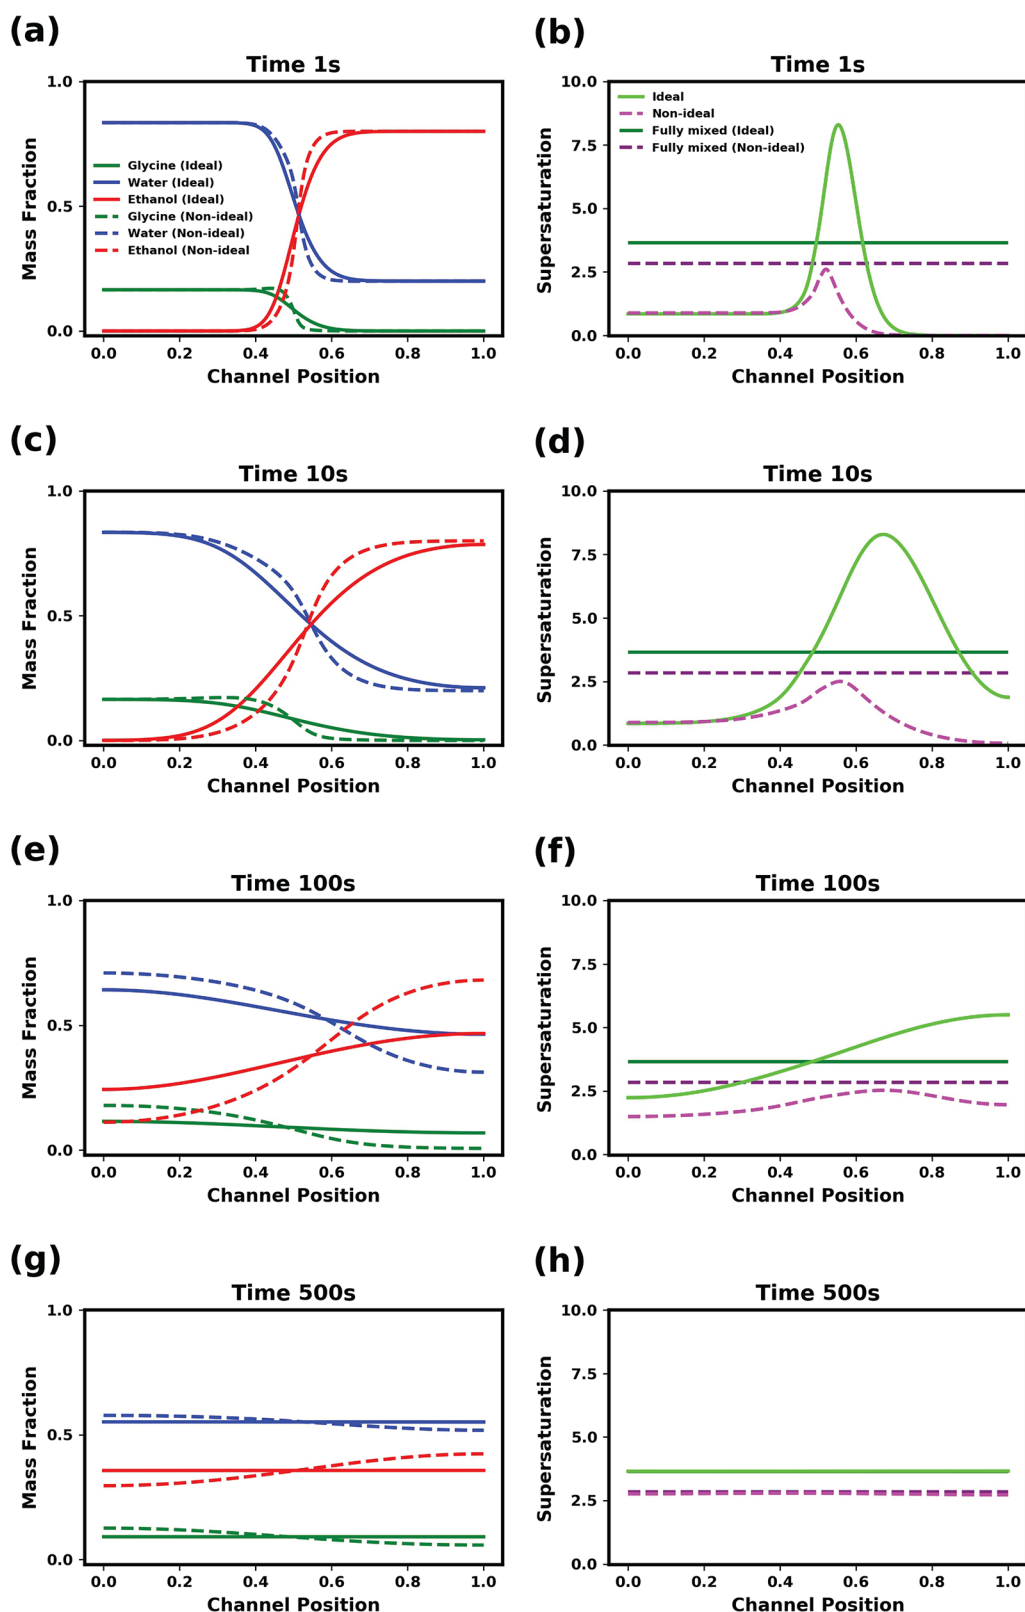 (a)
Time 1s
1.0
0.5
0.0
Mass Fraction
Glycine (Ideal)
Water (Ideal)
Ethanol (Ideal)
Glycine (Non-ideal)
Water (Non-ideal)
Ethanol (Non-ideal
0.0 0.2 0.4 0.6 0.8 1.0
Channel Position
(b)
Time 1s
10.0
7.5
5.0
2.5
0.0
Supersaturation
Ideal
Non-ideal
Fully mixed (Ideal)
Fully mixed (Non-ideal)
0.0 0.2 0.4 0.6 0.8 1.0
Channel Position
(c)
Time 10s
1.0
0.5
0.0
Mass Fraction
0.0 0.2 0.4 0.6 0.8 1.0
Channel Position
(d)
Time 10s
10.0
7.5
5.0
2.5
0.0
Supersaturation
0.0 0.2 0.4 0.6 0.8 1.0
Channel Position
(e)
Time 100s
1.0
0.5
0.0
Mass Fraction
0.0 0.2 0.4 0.6 0.8 1.0
Channel Position
(f)
Time 100s
10.0
7.5
5.0
2.5
0.0
Supersaturation
0.0 0.2 0.4 0.6 0.8 1.0
Channel Position
(g)
Time 500s
1.0
0.5
0.0
Mass Fraction
0.0 0.2 0.4 0.6 0.8 1.0
Channel Position
(h)
Time 500s
10.0
7.5
5.0
2.5
0.0
Supersaturation
0.0 0.2 0.4 0.6 0.8 1.0
Channel Position